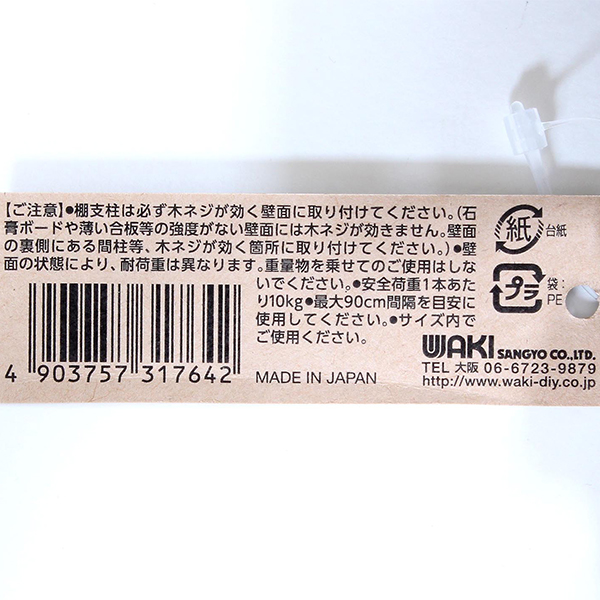 【ご注意】●棚支柱は必ず木ネジが効く壁面に取り付けてください。(石
膏ボードや薄い合板等の強度がない壁面には木ネジが効きません。壁面
の裏側にある間柱等、木ネジが効く箇所に取り付けてください。)●壁
面の状態により、耐荷重は異なります。重量物を乗せてのご使用はしな
いでください。●安全荷重1本あた
り10kg●最大90cm間隔を目安に
使用してください。●サイズ内で
ご使用ください。
4 903757 317642
MADE IN JAPAN
紙 台紙
プラ 袋:
PE
WAKI SANGYO CO.,LTD.
TEL 大阪 06-6723-9879
http://www.waki-diy.co.jp